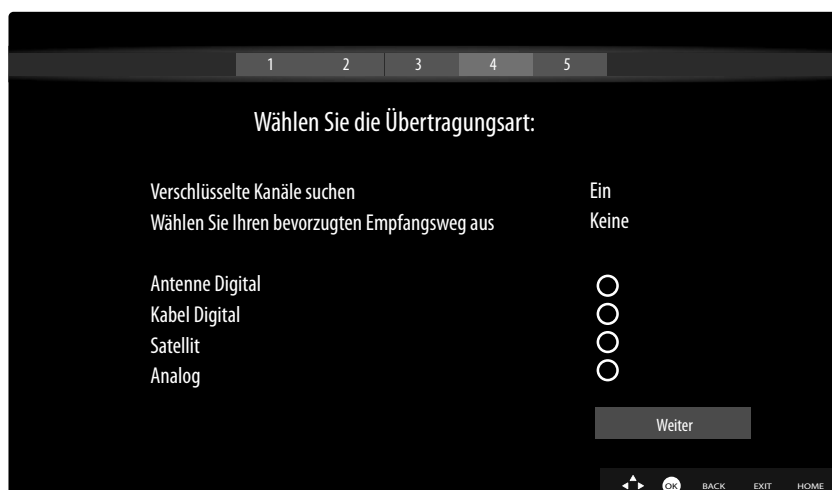 1 2 3 4 5
Wählen Sie die Übertragungsart:
Verschlüsselte Kanäle suchen Ein
Wählen Sie Ihren bevorzugten Empfangsweg aus Keine
Antenne Digital
Kabel Digital
Satellit
Analog
Weiter
OK BACK EXIT HOME